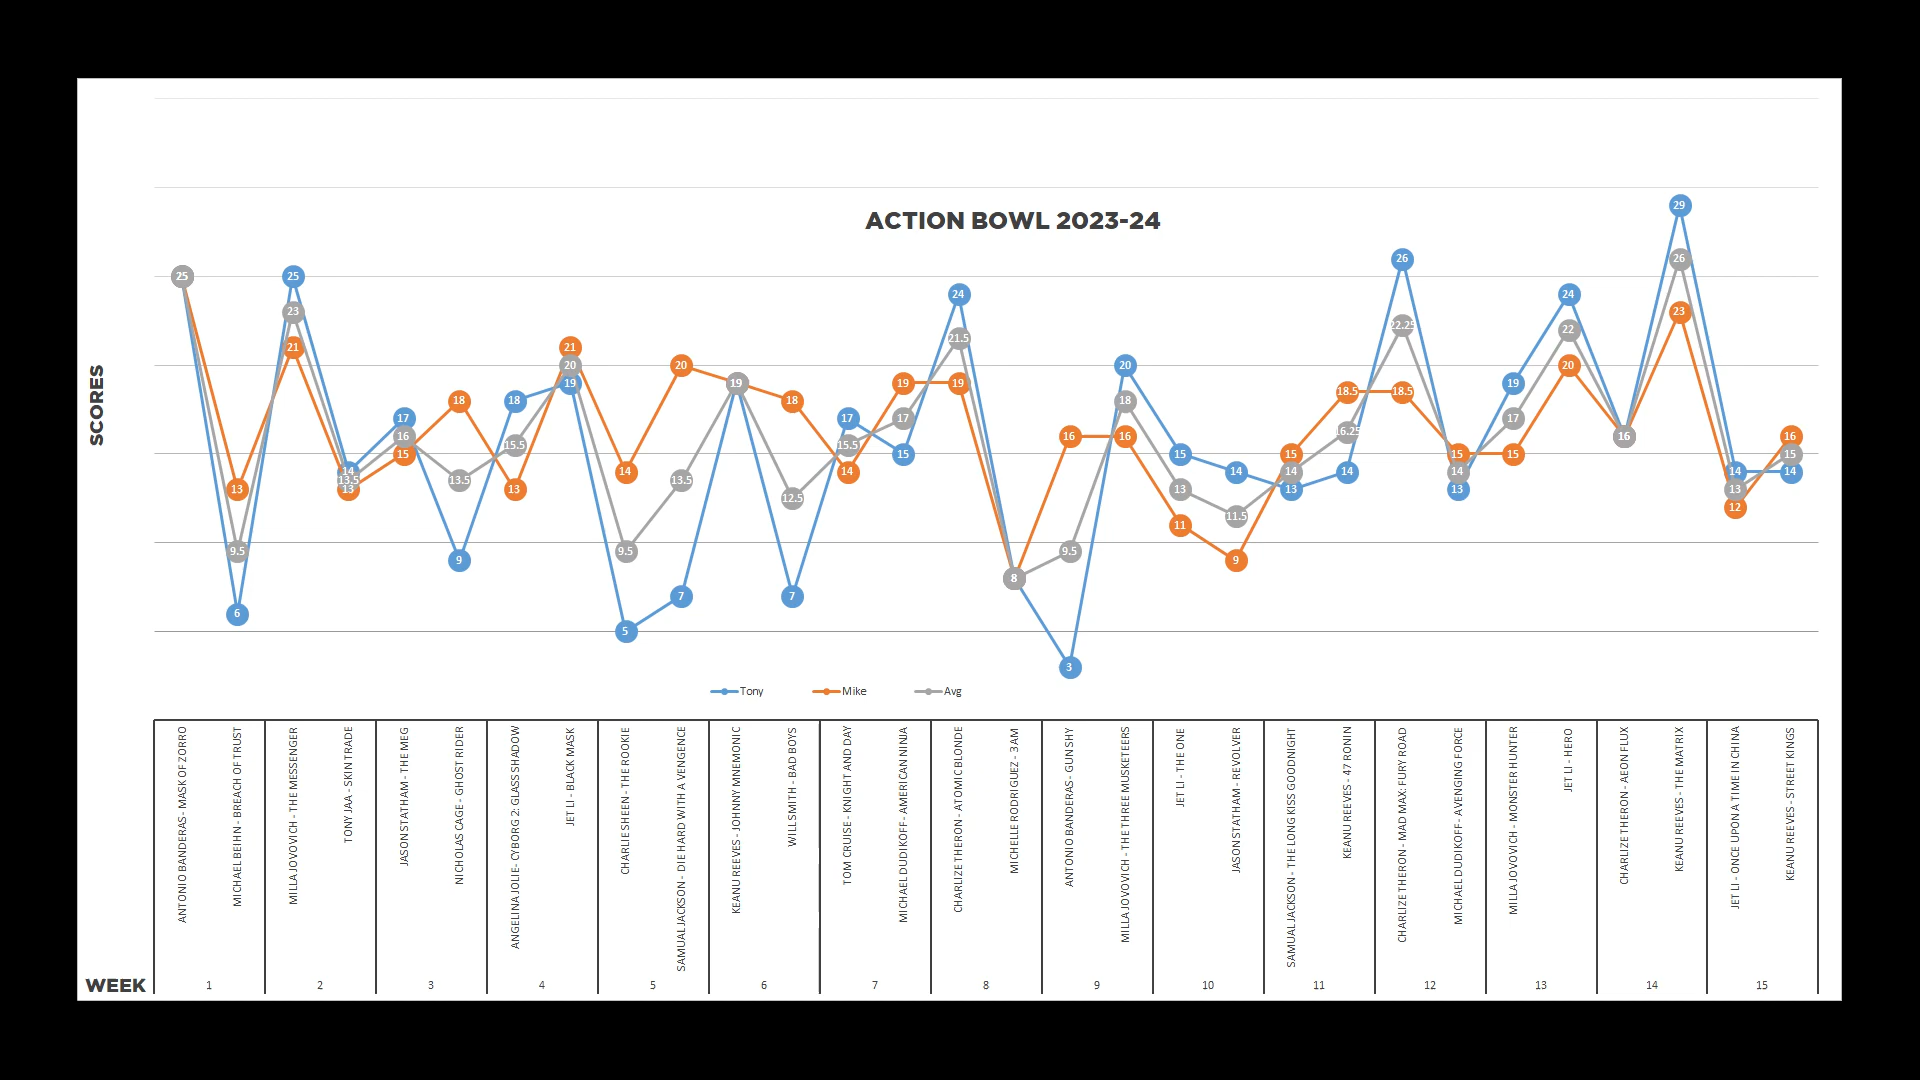 ACTION BOWL 2023-24
SCORES
25
6
13
9.5
25
23
21
14
13.5
13
17
16
15
18
13.5
9
18
15.5
13
21
20
19
14
9.5
5
20
13.5
7
19
18
12.5
7
17
15.5
14
19
17
15
24
21.5
19
8
16
9.5
3
20
18
16
15
13
11
14
11.5
9
15
14
13
18.5
16.25
14
26
22.25
18.5
15
14
13
19
17
15
24
22
20
16
29
26
23
14
13
12
16
15
14
Tony
Mike
Avg
ANTONIO BANDERAS - MASK OF ZORRO
MICHAEL BEIHN - BREACH OF TRUST
MILLA JOVOVICH - THE MESSENGER
TONY JAA - SKIN TRADE
JASON STATHAM - THE MEG
NICHOLAS CAGE - GHOST RIDER
ANGELINA JOLIE- CYBORG 2: GLASS SHADOW
JET LI - BLACK MASK
CHARLIE SHEEN - THE ROOKIE
SAMUAL JACKSON - DIE HARD WITH A VENGENCE
KEANU REEVES - JOHNNY MNEMONIC
WILL SMITH - BAD BOYS
TOM CRUISE - KNIGHT AND DAY
MICHAEL DUDIKOFF - AMERICAN NINJA
CHARLIZE THERON - ATOMIC BLONDE
MICHELLE RODRIGUEZ - 3 AM
ANTONIO BANDERAS - GUN SHY
MILLA JOVOVICH - THE THREE MUSKETEERS
JET LI - THE ONE
JASON STATHAM - REVOLVER
SAMUAL JACKSON - THE LONG KISS GOODNIGHT
KEANU REEVES - 47 RONIN
CHARLIZE THERON - MAD MAX: FURY ROAD
MICHAEL DUDIKOFF - AVENGING FORCE
MILLA JOVOVICH - MONSTER HUNTER
JET LI - HERO
CHARLIZE THERON - AEON FLUX
KEANU REEVES - THE MATRIX
JET LI - ONCE UPON A TIME IN CHINA
KEANU REEVES - STREET KINGS
WEEK 1 2 3 4 5 6 7 8 9 10 11 12 13 14 15